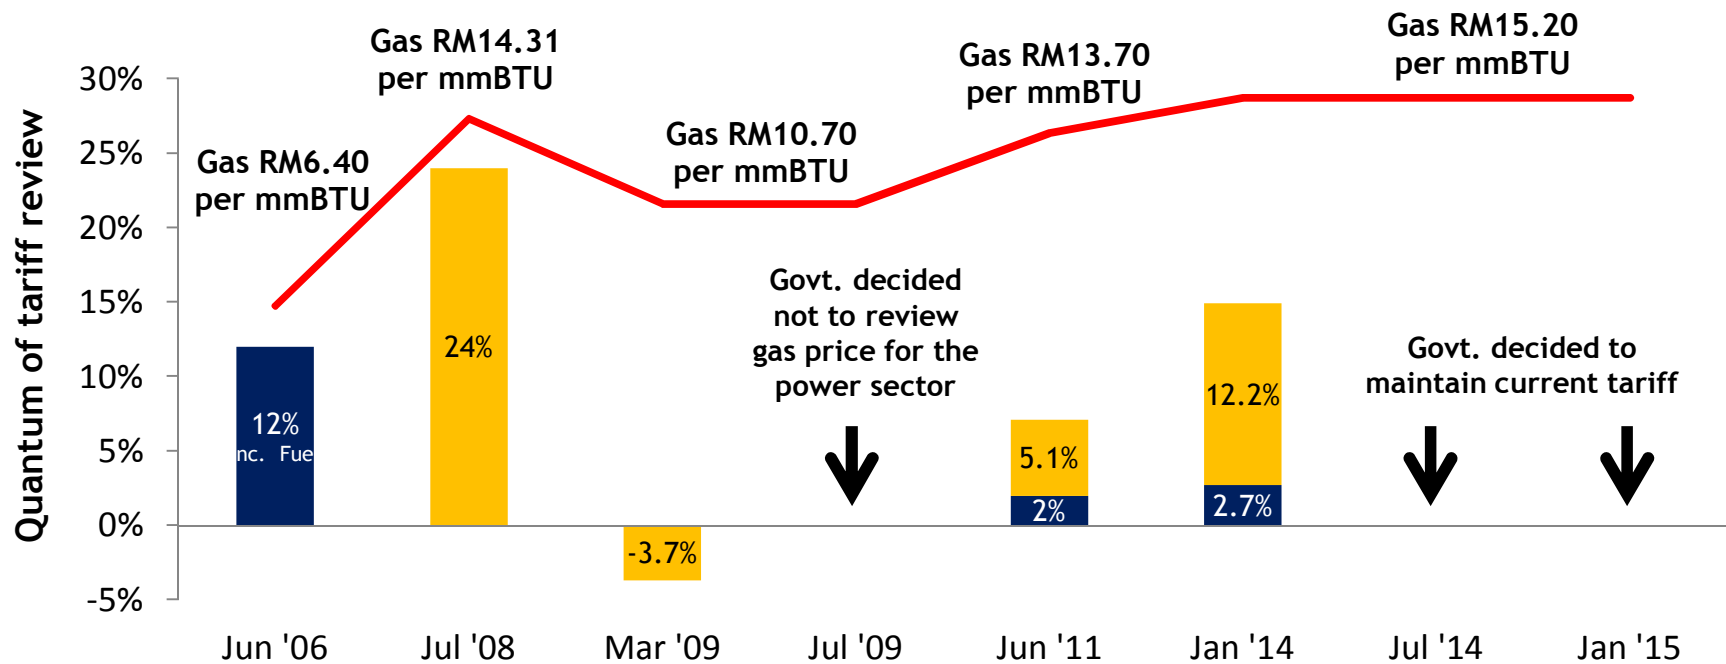 Gas RM14.31
per mmBTU
Gas RM15.20
per mmBTU
Gas RM13.70
per mmBTU
Gas RM10.70
per mmBTU
Gas RM6.40
per mmBTU
Quantum of tariff review
30%
25%
20%
15%
10%
5%
0%
-5%
Govt. decided
not to review
gas price for the
power sector
Govt. decided to
maintain current tariff
12%
nc. Fue
24%
-3.7%
5.1%
2%
12.2%
2.7%
Jun '06
Jul '08
Mar '09
Jul '09
Jun '11
Jan '14
Jul '14
Jan '15